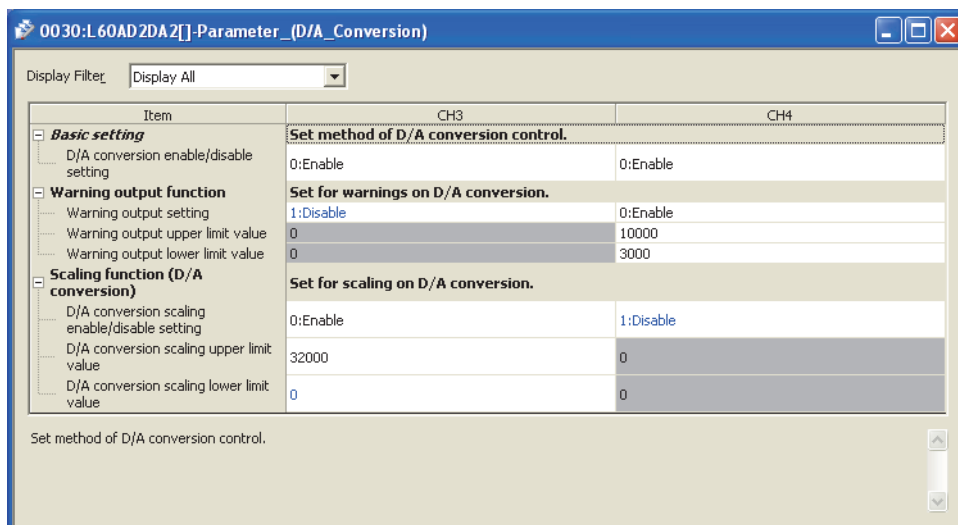 0030:L60AD2DA2[]-Parameter_(D/A_Conversion)
Display Filter Display All
Item CH3 CH4
Basic setting Set method of D/A conversion control.
D/A conversion enable/disable
setting 0:Enable 0:Enable
Warning output function Set for warnings on D/A conversion.
Warning output setting 1:Disable 0:Enable
Warning output upper limit value 0 10000
Warning output lower limit value 0 3000
Scaling function (D/A
conversion) Set for scaling on D/A conversion.
D/A conversion scaling
enable/disable setting 0:Enable 1:Disable
D/A conversion scaling upper limit
value 32000 0
D/A conversion scaling lower limit
value 0 0
Set method of D/A conversion control.